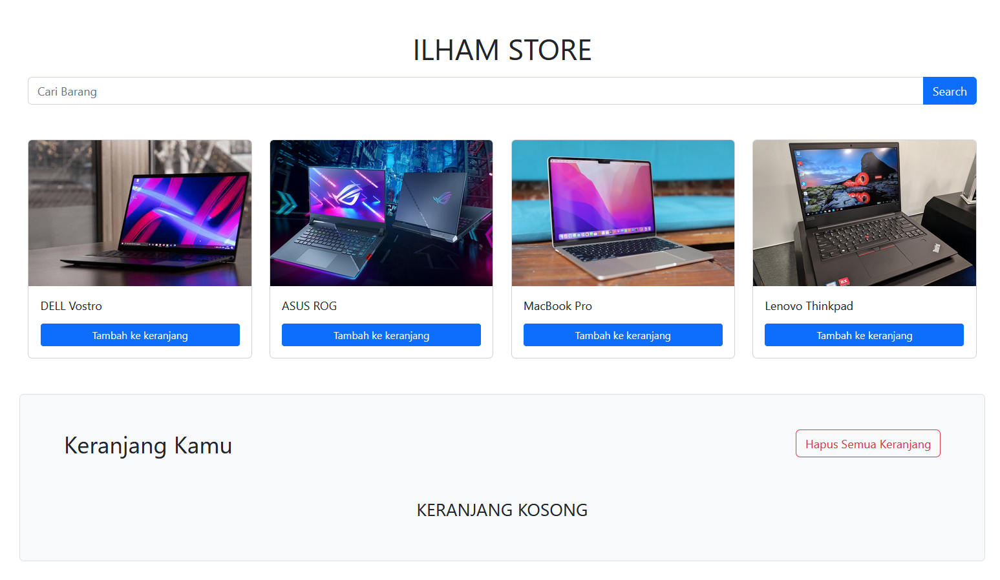 ILHAM STORE
Cari Barang
Search
DELL Vostro
ASUS ROG
MacBook Pro
Lenovo Thinkpad
Tambah ke keranjang
Tambah ke keranjang
Tambah ke keranjang
Tambah ke keranjang
Keranjang Kamu
Hapus Semua Keranjang
KERANJANG KOSONG